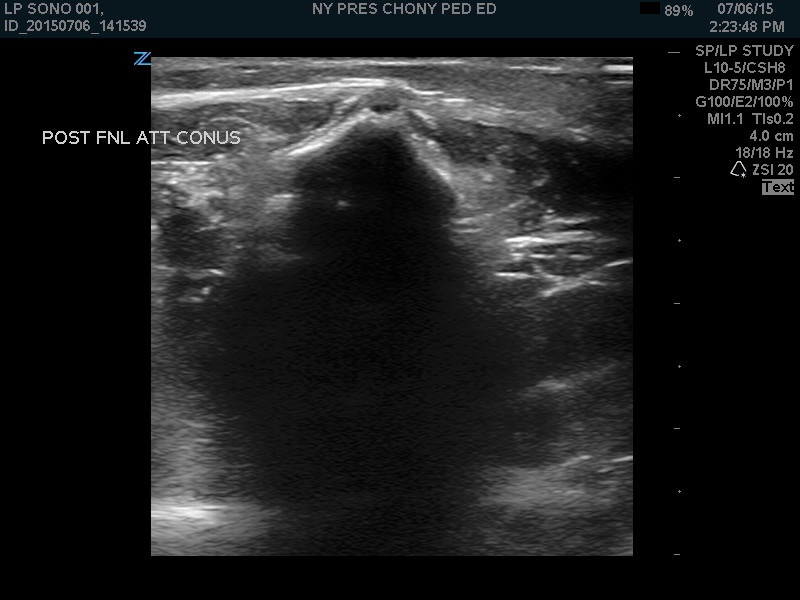 LP SONO 001,
ID_20150706_141539
NY PRES CHONY PED ED
89%
07/06/15
2:23:48 PM
SP/LP STUDY
L10-5/CSH8
DR75/M3/P1
G100/E2/100%
MI1.1 TIs0.2
4.0 cm
18/18 Hz
ZSI 20
Text
Z
POST FNL ATT CONUS